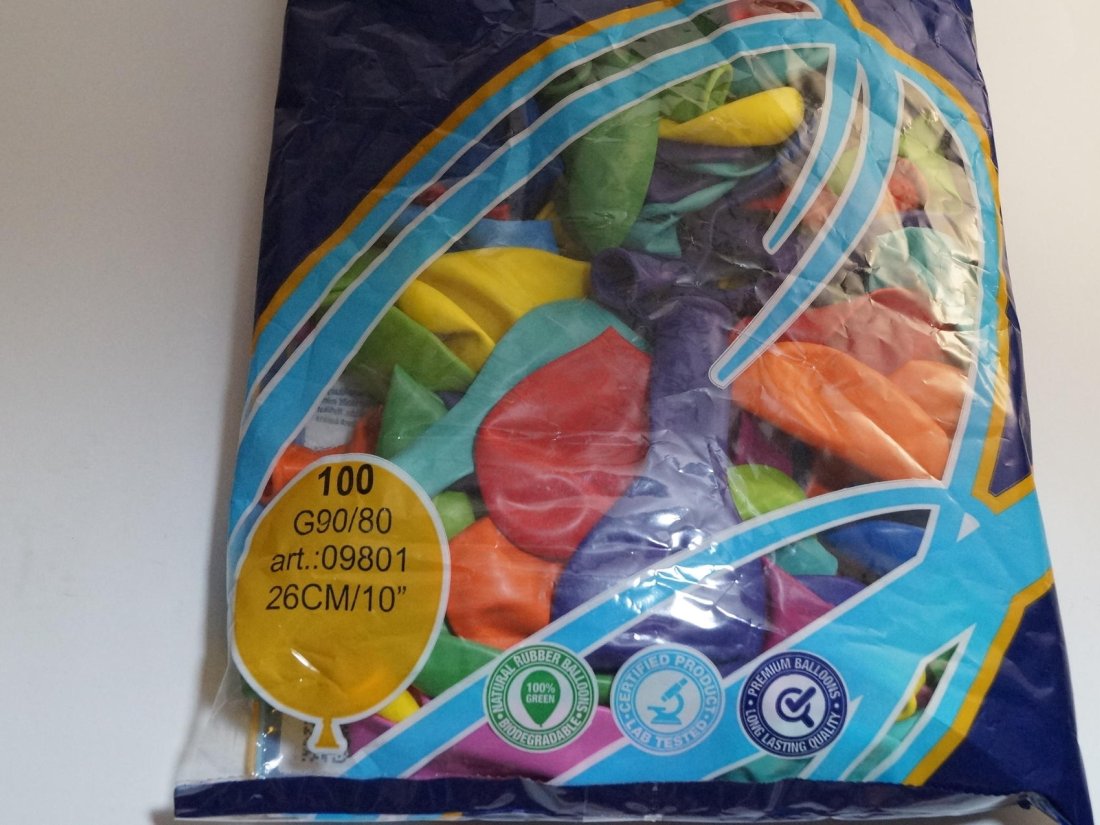 100
G90/80
art.:09801
26CM/10”
NATURAL RUBBER BALLOONS
100%
GREEN
• BIODEGRADABLE •
CERTIFIED PRODUCT
• LAB TESTED •
• PREMIUM BALLOONS •
LONG LASTING QUALITY